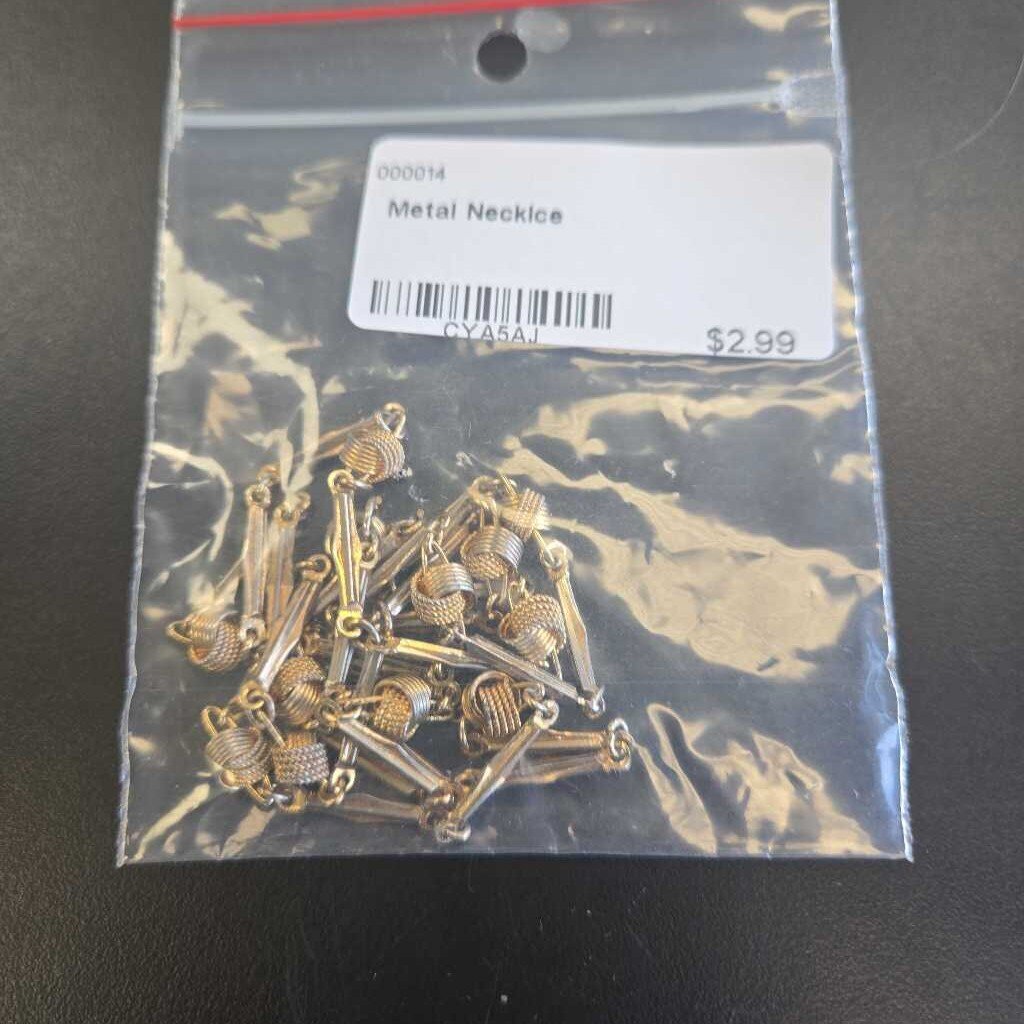 000014
Metal Necklce
CYA5AJ
$2.99